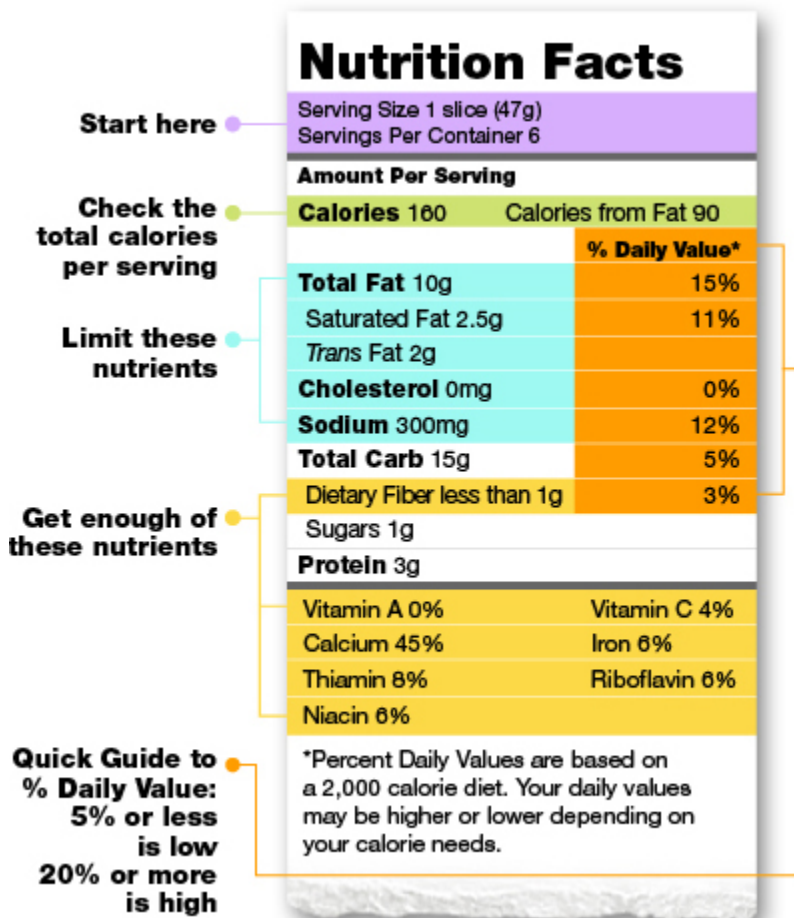 Nutrition Facts
Start here
Serving Size 1 slice (47g)
Servings Per Container 6
Amount Per Serving
Check the
total calories
per serving
Calories 160 Calories from Fat 90
% Daily Value*
Limit these
nutrients
Total Fat 10g 15%
Saturated Fat 2.5g 11%
Trans Fat 2g
Cholesterol 0mg 0%
Sodium 300mg 12%
Total Carb 15g 5%
Get enough of
these nutrients
Dietary Fiber less than 1g 3%
Sugars 1g
Protein 3g
Vitamin A 0% Vitamin C 4%
Calcium 45% Iron 6%
Thiamin 8% Riboflavin 6%
Niacin 6%
Quick Guide to
% Daily Value:
5% or less
is low
20% or more
is high
*Percent Daily Values are based on
a 2,000 calorie diet. Your daily values
may be higher or lower depending on
your calorie needs.